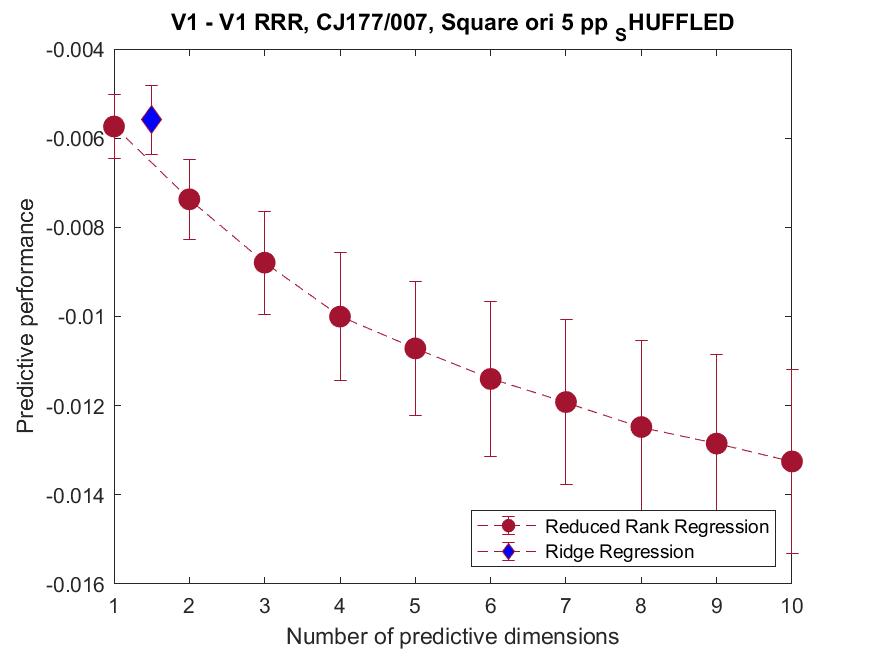 V1 - V1 RRR, CJ177/007, Square ori 5 pp SHUFFLED
-0.004
-0.006
-0.008
-0.01
-0.012
-0.014
-0.016
Predictive performance
Reduced Rank Regression
Ridge Regression
1 2 3 4 5 6 7 8 9 10
Number of predictive dimensions